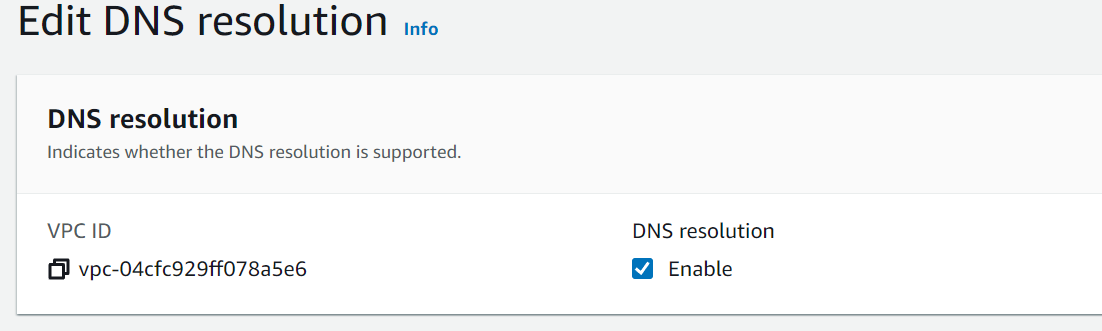 Edit DNS resolution Info
DNS resolution
Indicates whether the DNS resolution is supported.
VPC ID
vpc-04cfc929ff078a5e6
DNS resolution
Enable